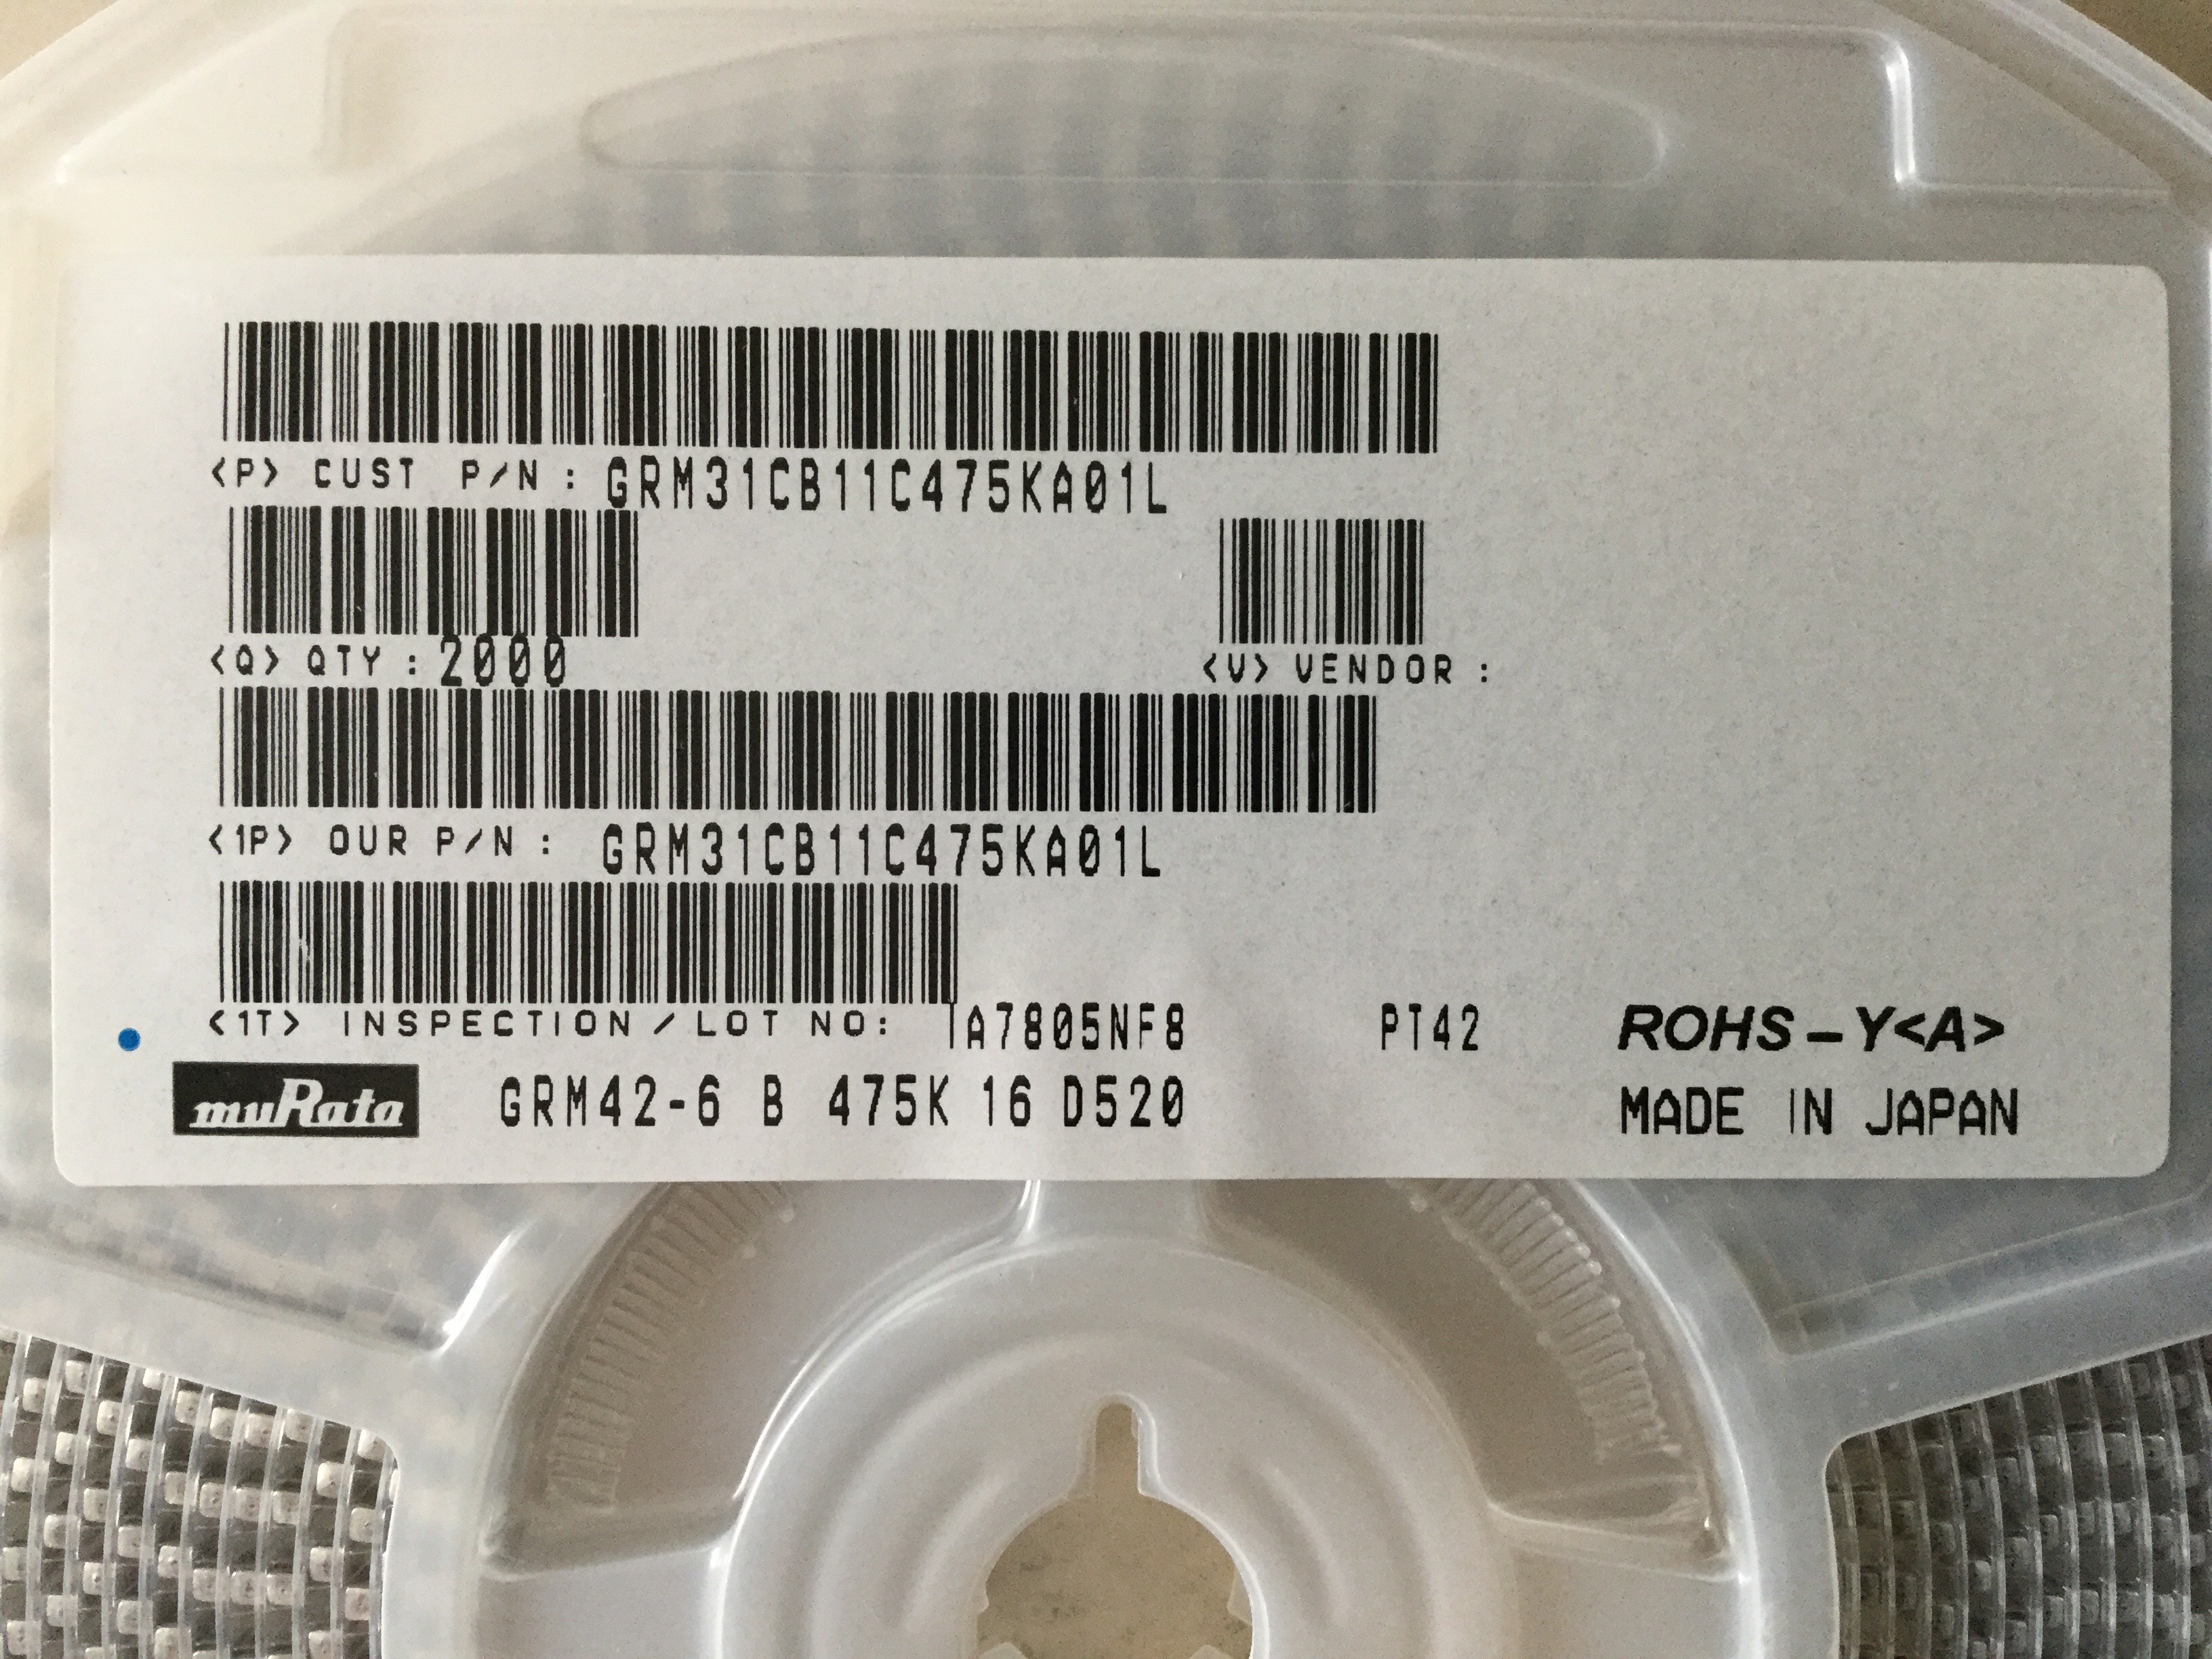 <P> CUST P/N : GRM31CB11C475KA01L
<Q> QTY : 2000
<V> VENDOR :
<1P> OUR P/N : GRM31CB11C475KA01L
<1T> INSPECTION / LOT NO: IA7805NF8 PT42 ROHS – Y<A>
muRata GRM42-6 B 475K 16 D520 MADE IN JAPAN